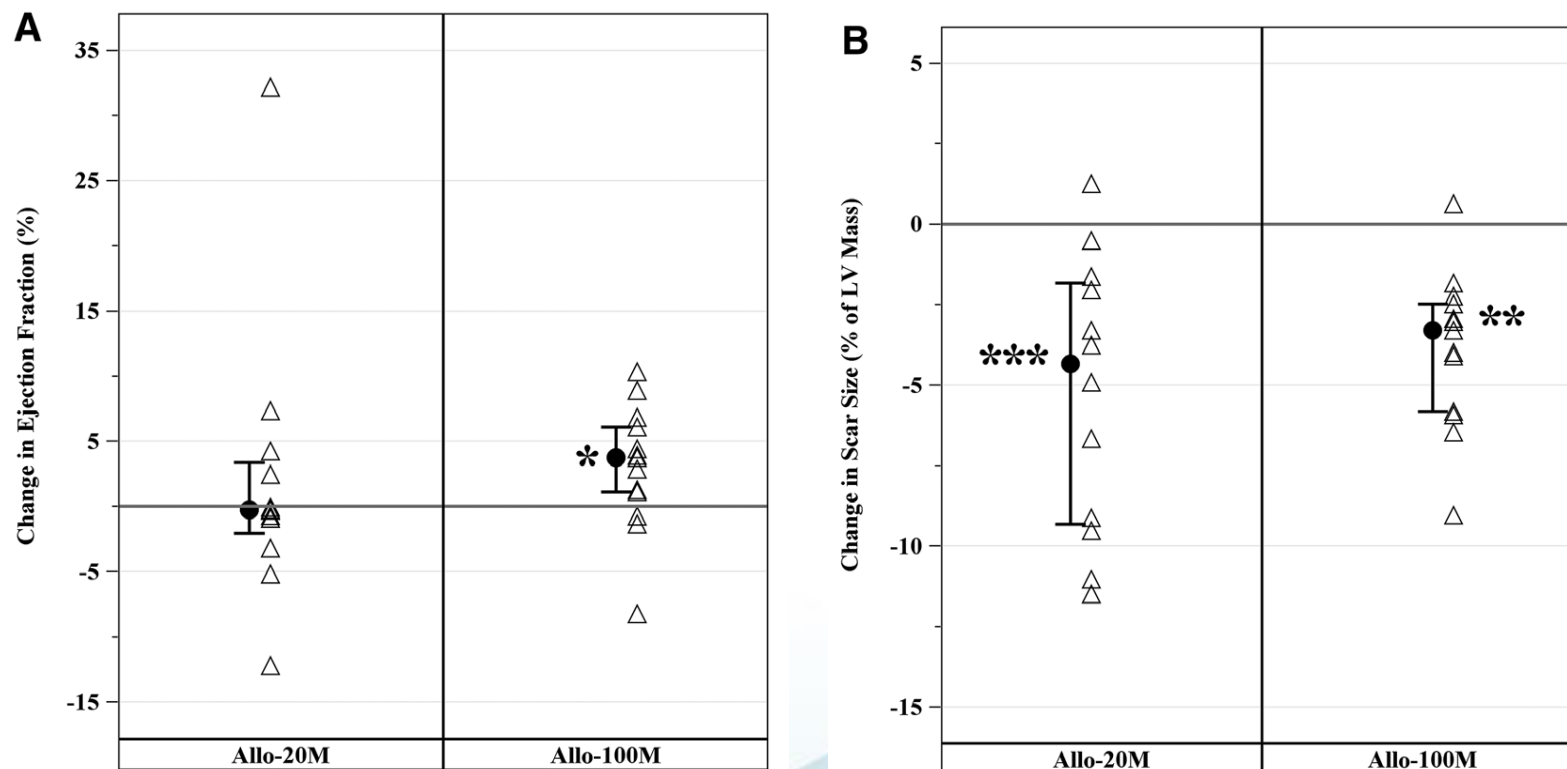 A
Change in Ejection Fraction (%)
35
25
15
5
-5
-15
*
Allo-20M
Allo-100M
B
Change in Scar Size (% of LV Mass)
5
0
-5
-10
-15
***
**
Allo-20M
Allo-100M